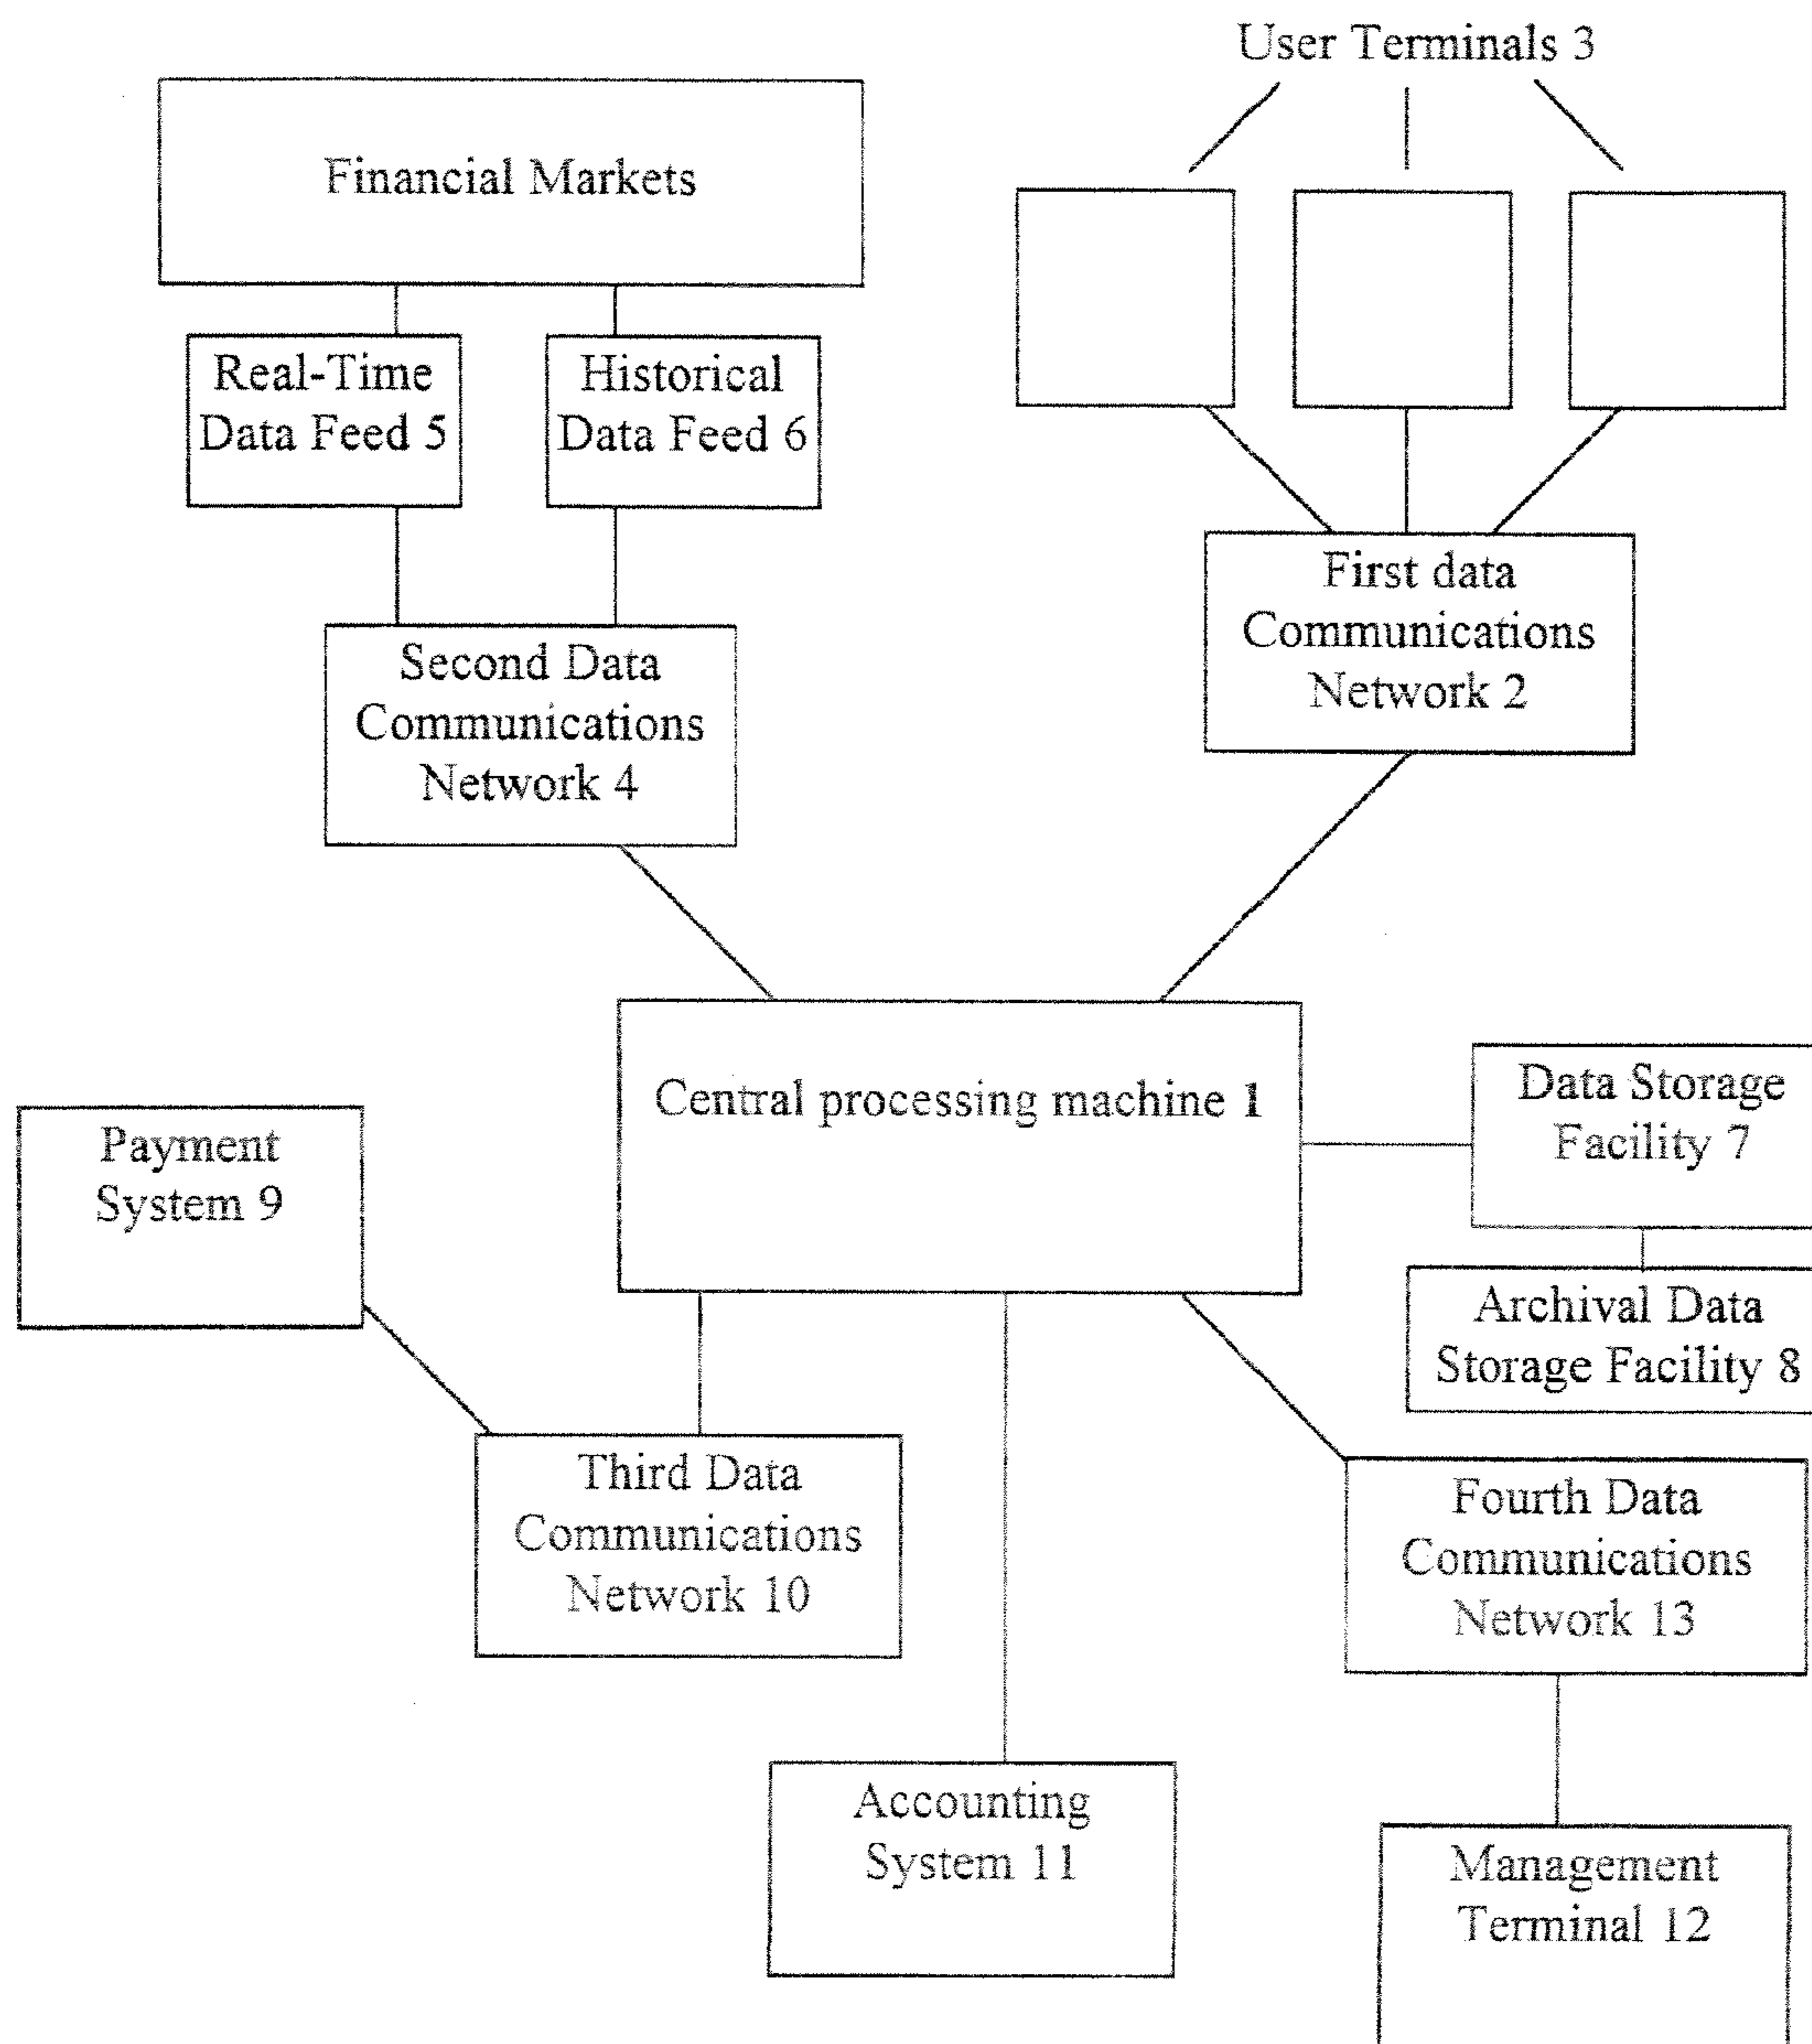 User Terminals 3
Financial Markets
Real-Time
Data Feed 5
Historical
Data Feed 6
First data
Communications
Network 2
Second Data
Communications
Network 4
Central processing machine 1
Data Storage
Facility 7
Payment
System 9
Archival Data
Storage Facility 8
Third Data
Communications
Network 10
Fourth Data
Communications
Network 13
Accounting
System 11
Management
Terminal 12